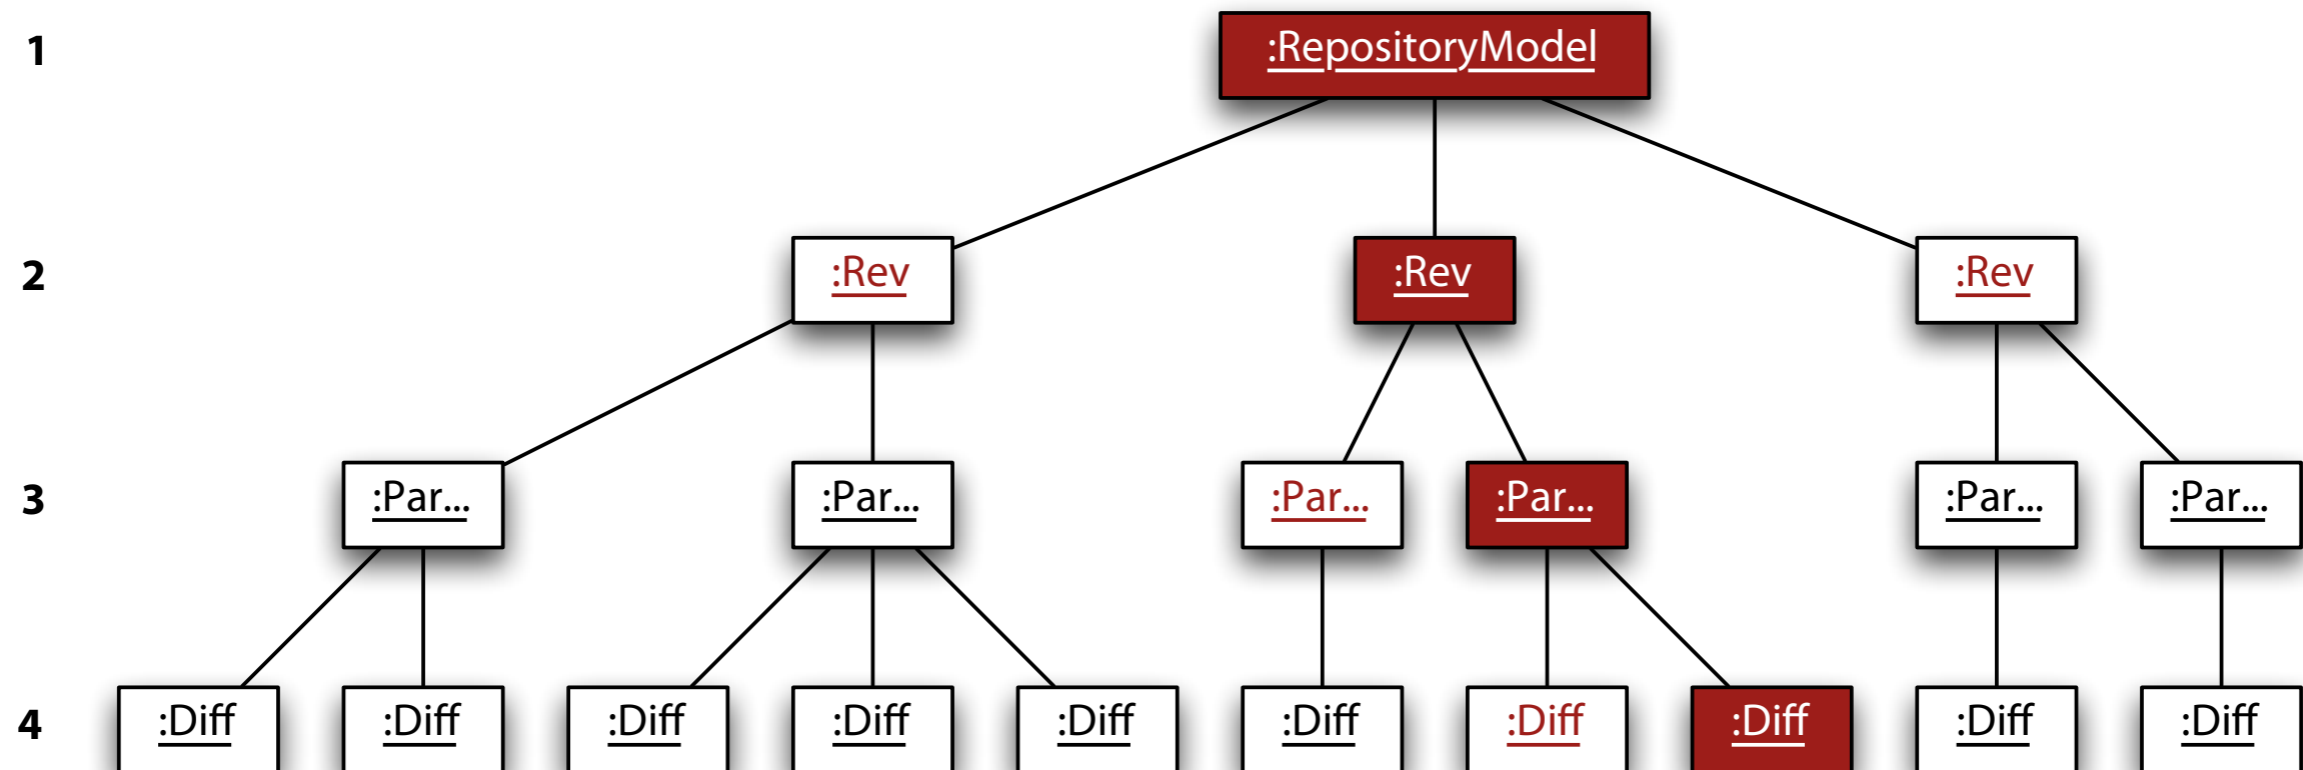 1 :RepositoryModel
2 :Rev :Rev :Rev
3 :Par... :Par... :Par... :Par... :Par... :Par...
4 :Diff :Diff :Diff :Diff :Diff :Diff :Diff :Diff :Diff :Diff